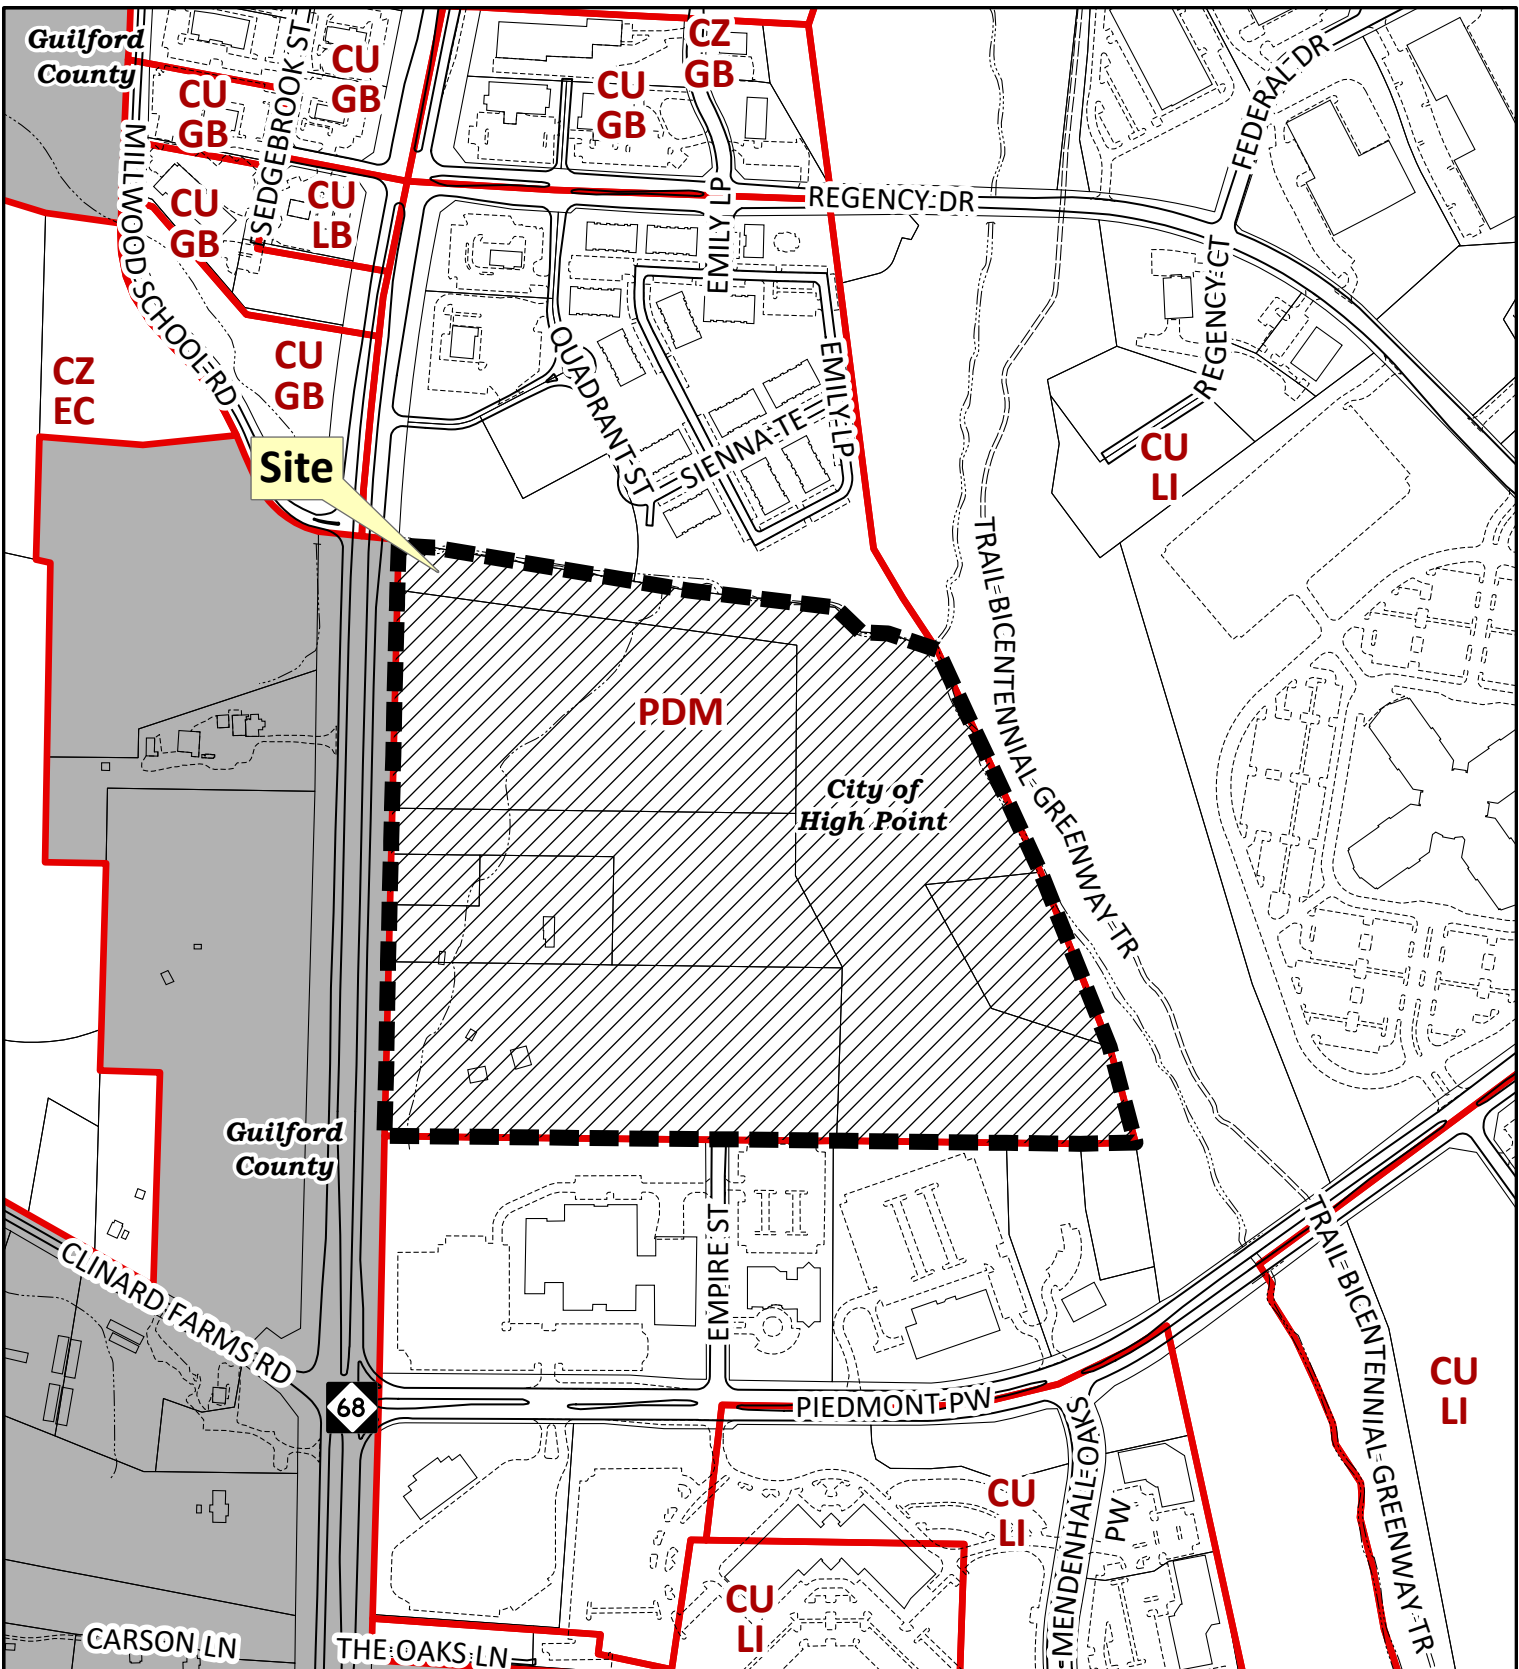 Guilford
County
SEDGEBROOK ST
CU
GB
CZ
GB
CU
GB
CU
GB
FEDERAL DR
MILLWOOD SCHOOL RD
CU
GB
CU
LB
EMILY LP
REGENCY DR
REGENCY CT
CZ
EC
CU
GB
QUADRANT ST
EMILY LP
SIENNA TE
CU
LI
Site
TRAIL-BICENTENNIAL-GREENWAY-TR
PDM
City of
High Point
Guilford
County
CLINARD FARMS RD
EMPIRE ST
TRAIL-BICENTENNIAL-GREENWAY-TR
68
PIEDMONT PW
CU
LI
MENDENHALL OAKS
PW
CU
LI
CU
LI
CARSON LN
THE OAKS LN